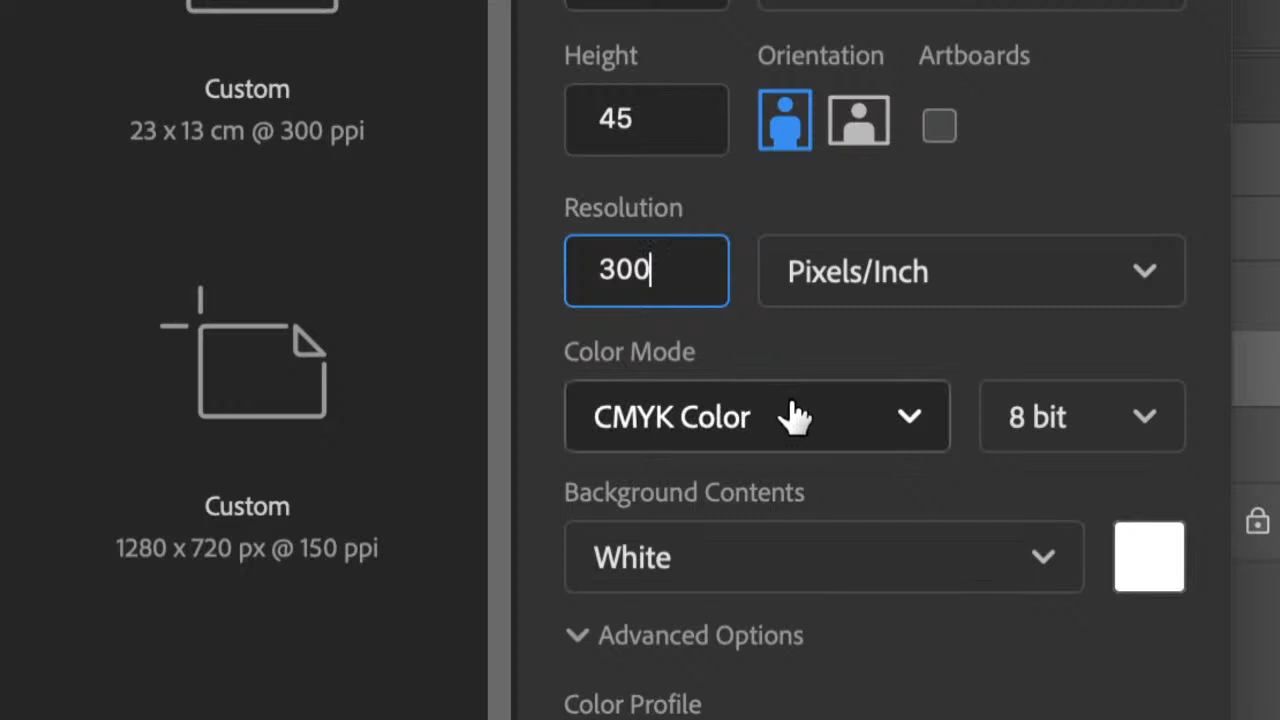 Custom
23 x 13 cm @ 300 ppi
Custom
1280 x 720 px @ 150 ppi
Height
Orientation
Artboards
45
Resolution
300
Pixels/Inch
Color Mode
CMYK Color
8 bit
Background Contents
White
Advanced Options
Color Profile